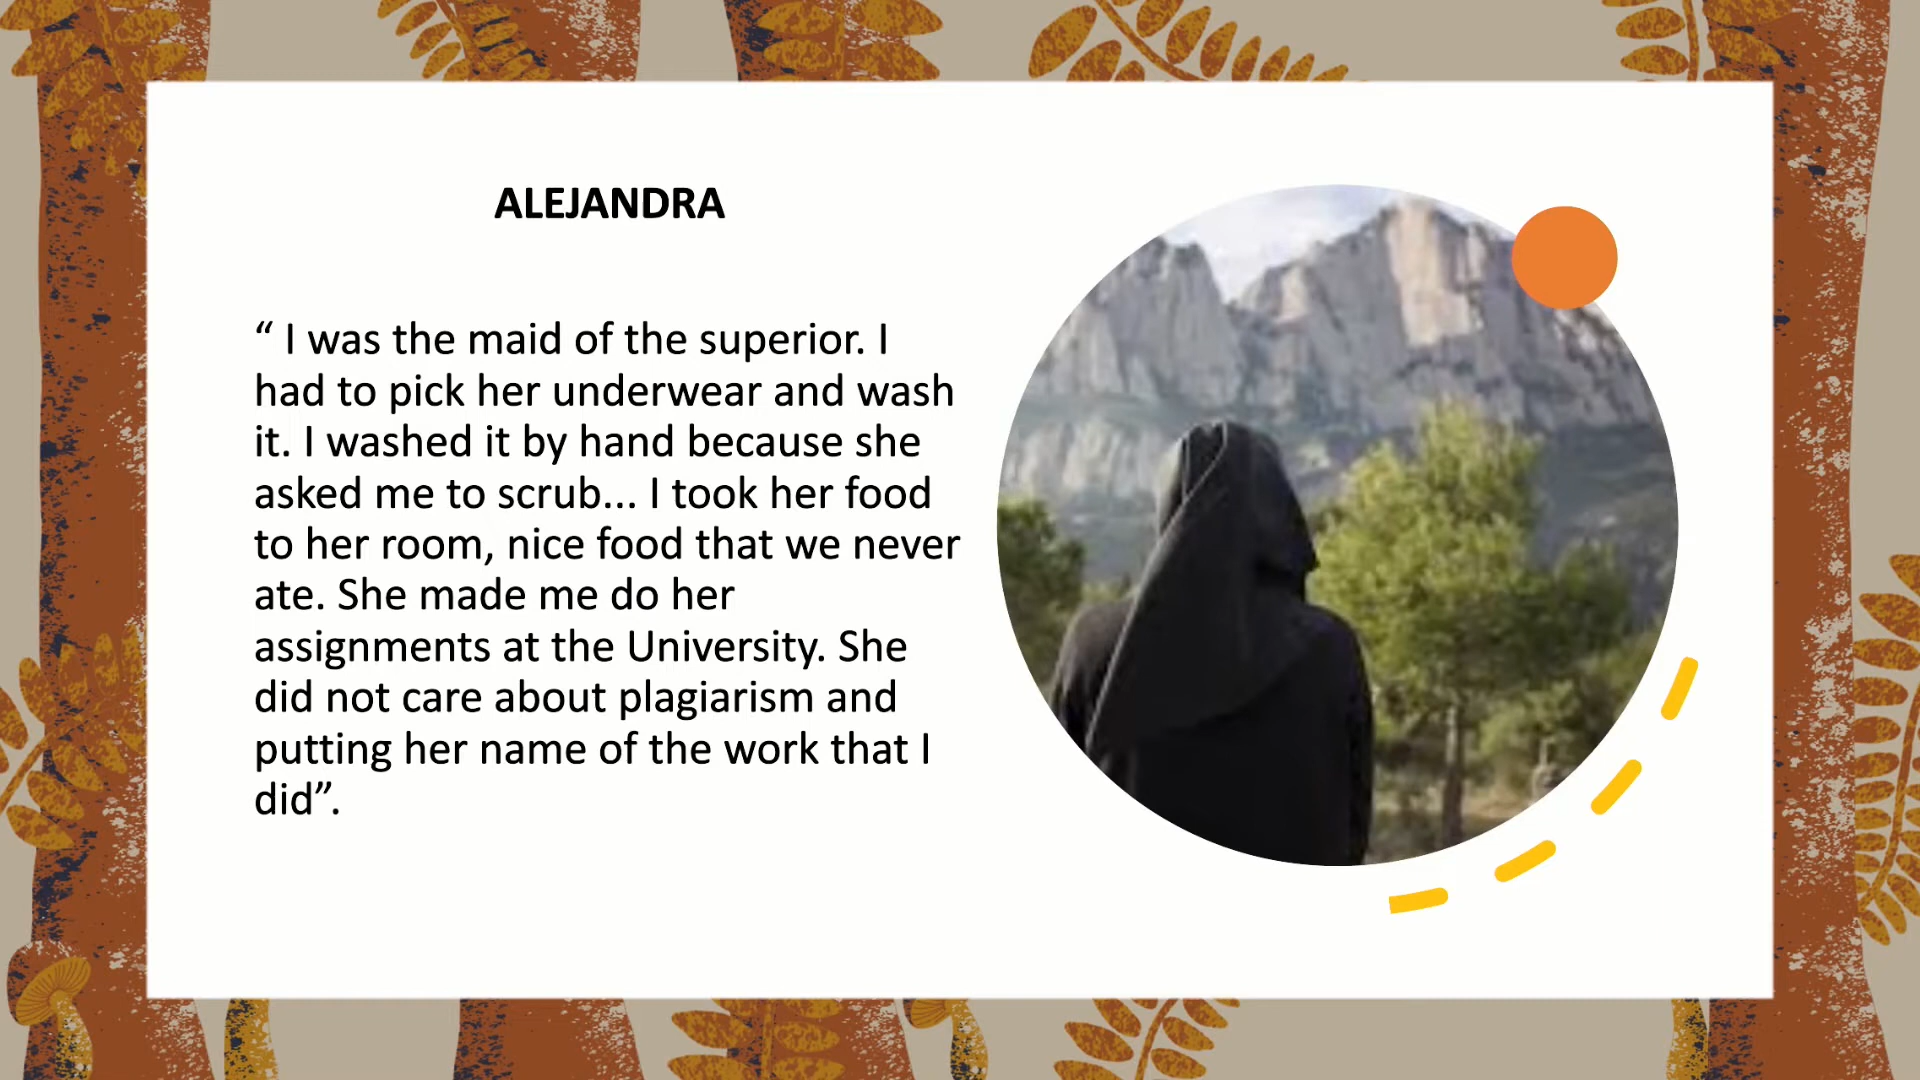 ALEJANDRA
“ I was the maid of the superior. I
had to pick her underwear and wash
it. I washed it by hand because she
asked me to scrub... I took her food
to her room, nice food that we never
ate. She made me do her
assignments at the University. She
did not care about plagiarism and
putting her name of the work that I
did”.